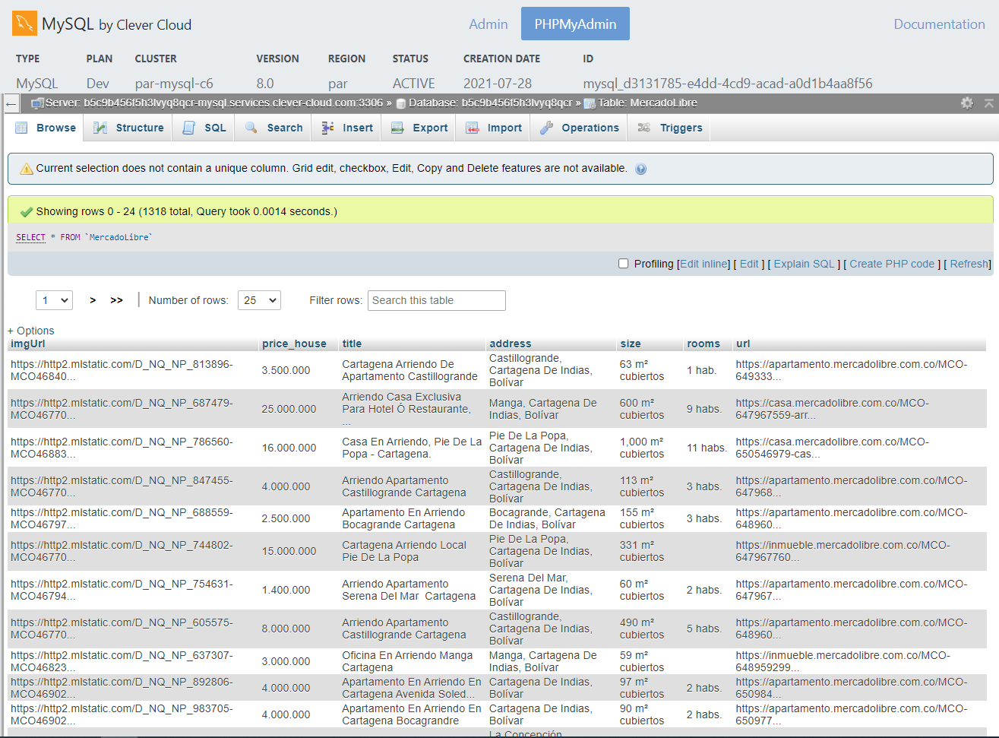 MySQL by Clever Cloud
Admin
PHPMyAdmin
Documentation
TYPE PLAN CLUSTER VERSION REGION STATUS CREATION DATE ID
MySQL Dev par-mysql-c6 8.0 par ACTIVE 2021-07-28 mysql_d3131785-e4dd-4cd9-acad-a0d1b4aa8f56
← Server: b5c9b456f5h3lvyq8qcr-mysql.services.clever-cloud.com:3306 » Database: b5c9b456f5h3lvyq8qcr » Table: MercadoLibre
Browse Structure SQL Search Insert Export Import Operations Triggers
Current selection does not contain a unique column. Grid edit, checkbox, Edit, Copy and Delete features are not available.
Showing rows 0 - 24 (1318 total, Query took 0.0014 seconds.)
SELECT * FROM `MercadoLibre`
Profiling [Edit inline] [ Edit ] [ Explain SQL ] [ Create PHP code ] [ Refresh]
1 > >> | Number of rows: 25 Filter rows: Search this table
+ Options
imgUrl price_house title address size rooms url
https://http2.mlstatic.com/D_NQ_NP_813896-
MCO46840...
3.500.000
Cartagena Arriendo De
Apartamento Castillogrande
Castillogrande,
Cartagena De Indias,
Bolívar
63 m²
cubiertos
1 hab.
https://apartamento.mercadolibre.com.co/MCO-
649333...
https://http2.mlstatic.com/D_NQ_NP_687479-
MCO46770...
25.000.000
Arriendo Casa Exclusiva
Para Hotel Ó Restaurante,
...
Manga, Cartagena De
Indias, Bolívar
600 m²
cubiertos
9 habs.
https://casa.mercadolibre.com.co/MCO-
647967559-arr...
https://http2.mlstatic.com/D_NQ_NP_786560-
MCO46883...
16.000.000
Casa En Arriendo, Pie De La
Popa - Cartagena.
Pie De La Popa,
Cartagena De Indias,
Bolívar
1,000 m²
cubiertos
11 habs.
https://casa.mercadolibre.com.co/MCO-
650546979-cas...
https://http2.mlstatic.com/D_NQ_NP_847455-
MCO46770...
4.000.000
Arriendo Apartamento
Castillogrande Cartagena
Castillogrande,
Cartagena De Indias,
Bolívar
113 m²
cubiertos
3 habs.
https://apartamento.mercadolibre.com.co/MCO-
647968...
https://http2.mlstatic.com/D_NQ_NP_688559-
MCO46797...
2.500.000
Apartamento En Arriendo
Bocagrande Cartagena
Bocagrande, Cartagena
De Indias, Bolívar
155 m²
cubiertos
3 habs.
https://apartamento.mercadolibre.com.co/MCO-
648960...
https://http2.mlstatic.com/D_NQ_NP_744802-
MCO46770...
15.000.000
Cartagena Arriendo Local
Pie De La Popa
Pie De La Popa,
Cartagena De Indias,
Bolívar
331 m²
cubiertos
https://inmueble.mercadolibre.com.co/MCO-
647967760...
https://http2.mlstatic.com/D_NQ_NP_754631-
MCO46794...
1.400.000
Arriendo Apartamento
Serena Del Mar Cartagena
Serena Del Mar,
Cartagena De Indias,
Bolívar
60 m²
cubiertos
2 habs.
https://apartamento.mercadolibre.com.co/MCO-
647967...
https://http2.mlstatic.com/D_NQ_NP_605575-
MCO46770...
8.000.000
Arriendo Apartamento
Castillogrande Cartagena
Castillogrande,
Cartagena De Indias,
Bolívar
490 m²
cubiertos
5 habs.
https://apartamento.mercadolibre.com.co/MCO-
648960...
https://http2.mlstatic.com/D_NQ_NP_637307-
MCO46823...
3.000.000
Oficina En Arriendo Manga
Cartagena
Manga, Cartagena De
Indias, Bolívar
59 m²
cubiertos
https://inmueble.mercadolibre.com.co/MCO-
648959299...
https://http2.mlstatic.com/D_NQ_NP_892806-
MCO46902...
4.000.000
Apartamento En Arriendo En
Cartagena Avenida Soled...
Cartagena De Indias,
Bolívar
97 m²
cubiertos
2 habs.
https://apartamento.mercadolibre.com.co/MCO-
650984...
https://http2.mlstatic.com/D_NQ_NP_983705-
MCO46902...
4.000.000
Apartamento En Arriendo En
Cartagena Bocagrandre
Cartagena De Indias,
Bolívar
90 m²
cubiertos
2 habs.
https://apartamento.mercadolibre.com.co/MCO-
650977...
La Concepción